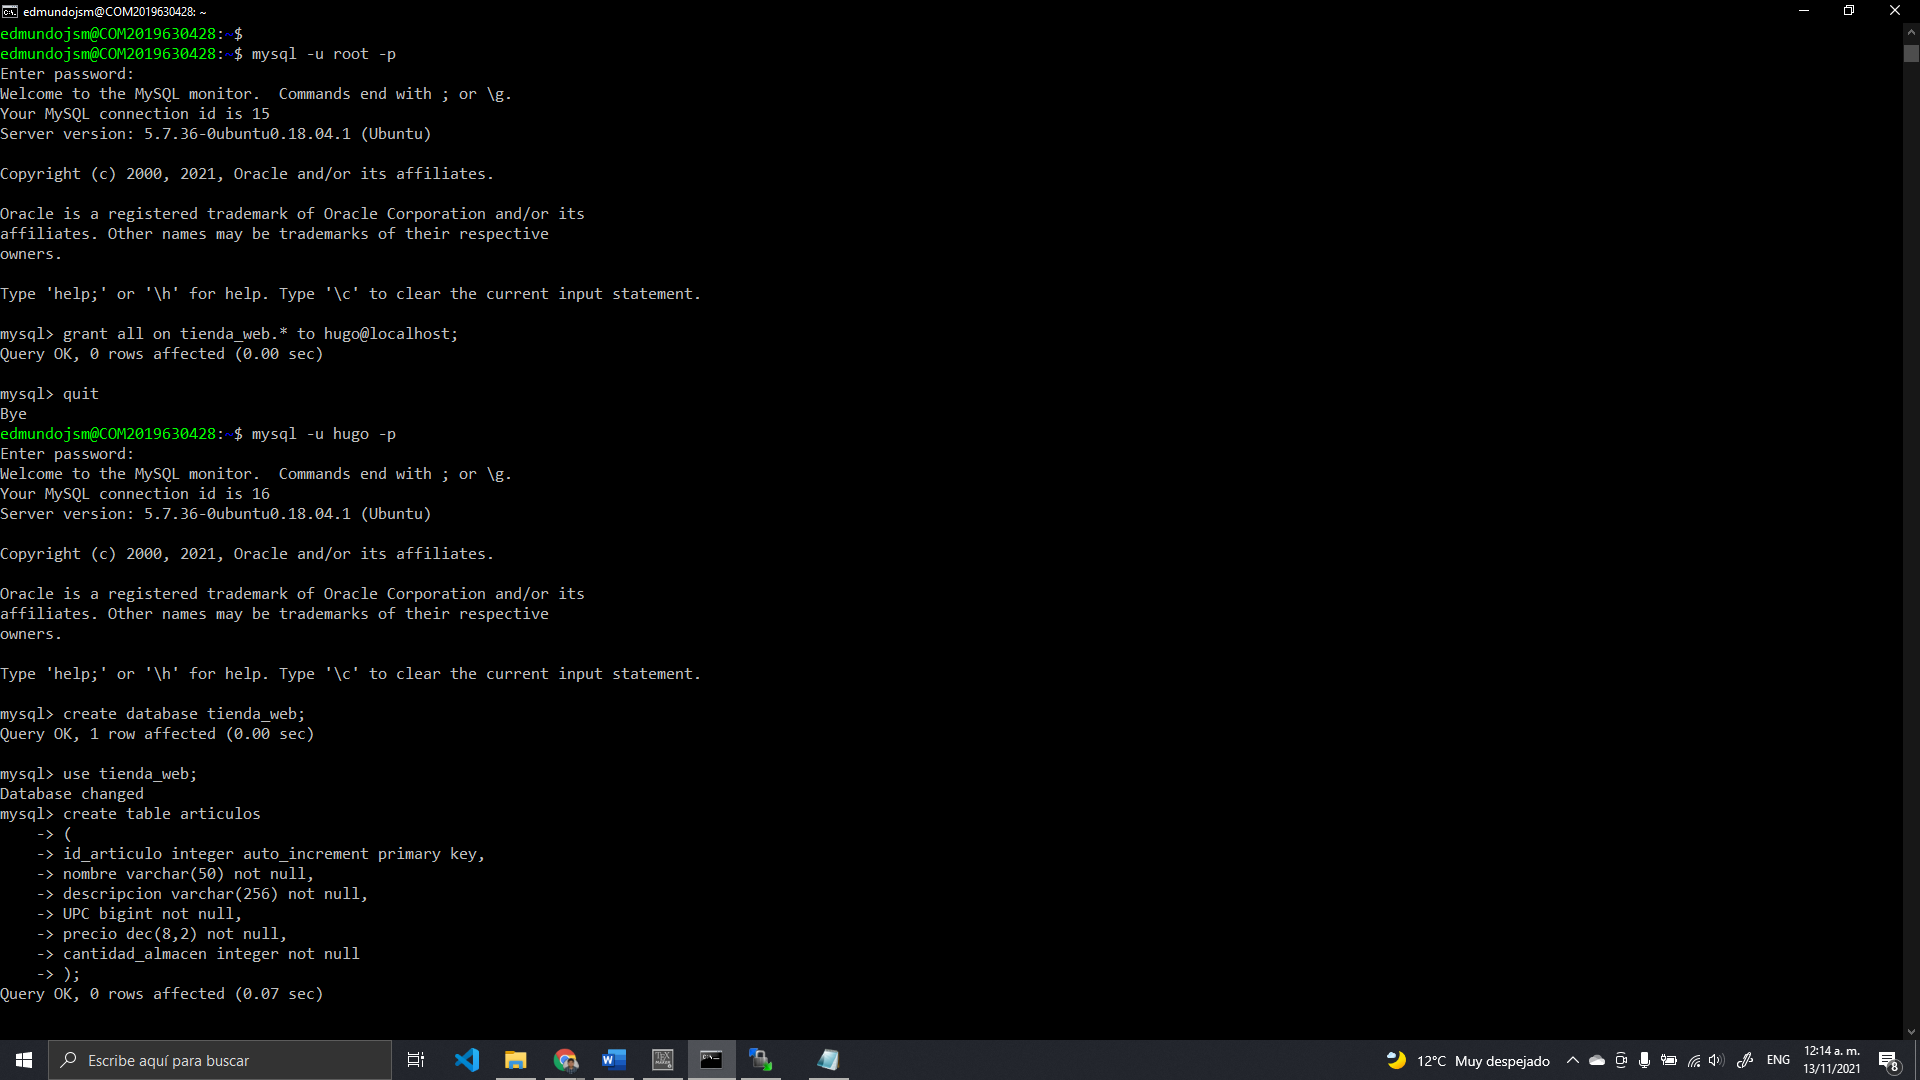 edmundojsm@COM2019630428: ~
edmundojsm@COM2019630428:~$
edmundojsm@COM2019630428:~$ mysql -u root -p
Enter password:
Welcome to the MySQL monitor.  Commands end with ; or \g.
Your MySQL connection id is 15
Server version: 5.7.36-0ubuntu0.18.04.1 (Ubuntu)
Copyright (c) 2000, 2021, Oracle and/or its affiliates.
Oracle is a registered trademark of Oracle Corporation and/or its
affiliates. Other names may be trademarks of their respective
owners.
Type 'help;' or '\h' for help. Type '\c' to clear the current input statement.
mysql> grant all on tienda_web.* to hugo@localhost;
Query OK, 0 rows affected (0.00 sec)
mysql> quit
Bye
edmundojsm@COM2019630428:~$ mysql -u hugo -p
Enter password:
Welcome to the MySQL monitor.  Commands end with ; or \g.
Your MySQL connection id is 16
Server version: 5.7.36-0ubuntu0.18.04.1 (Ubuntu)
Copyright (c) 2000, 2021, Oracle and/or its affiliates.
Oracle is a registered trademark of Oracle Corporation and/or its
affiliates. Other names may be trademarks of their respective
owners.
Type 'help;' or '\h' for help. Type '\c' to clear the current input statement.
mysql> create database tienda_web;
Query OK, 1 row affected (0.00 sec)
mysql> use tienda_web;
Database changed
mysql> create table articulos
    -> (
    -> id_articulo integer auto_increment primary key,
    -> nombre varchar(50) not null,
    -> descripcion varchar(256) not null,
    -> UPC bigint not null,
    -> precio dec(8,2) not null,
    -> cantidad_almacen integer not null
    -> );
Query OK, 0 rows affected (0.07 sec)
Escribe aquí para buscar
12°C Muy despejado
ENG
12:14 a. m.
13/11/2021
8